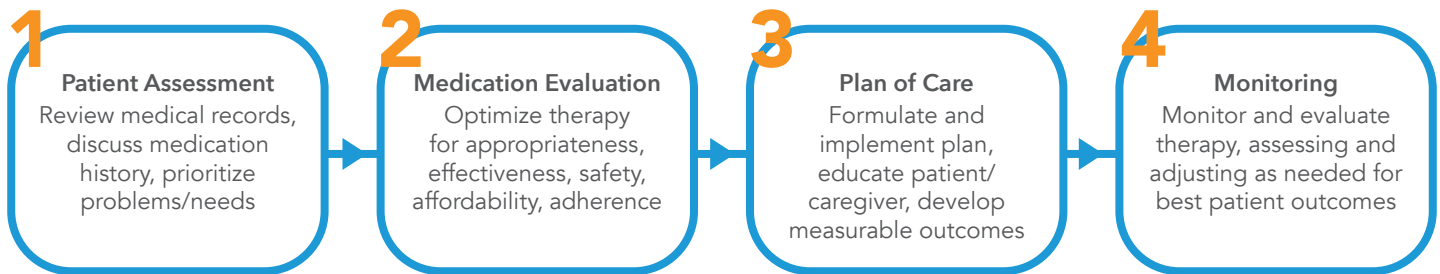 1
Patient Assessment
Review medical records,
discuss medication
history, prioritize
problems/needs
2
Medication Evaluation
Optimize therapy
for appropriateness,
effectiveness, safety,
affordability, adherence
3
Plan of Care
Formulate and
implement plan,
educate patient/
caregiver, develop
measurable outcomes
4
Monitoring
Monitor and evaluate
therapy, assessing and
adjusting as needed for
best patient outcomes